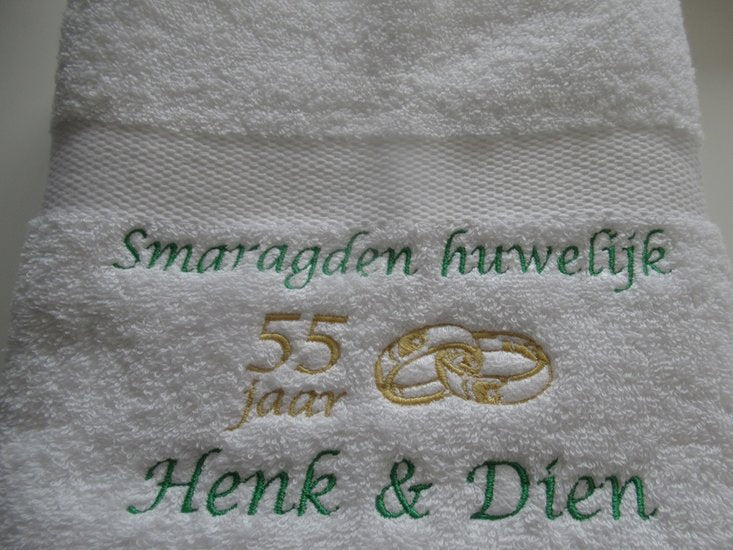 Smaragden huwelijk
55
jaar
Henk & Dien